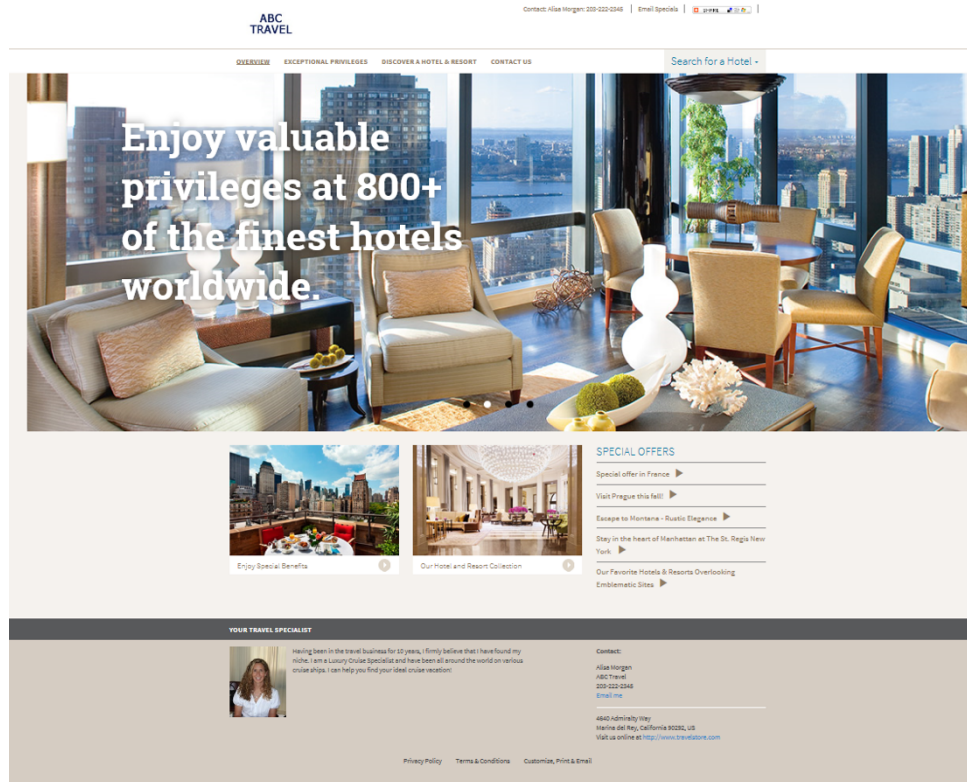 ABC
TRAVEL
Contact: Alisa Morgan: 203-222-2345 | Email Specials | SHARE |
OVERVIEW EXCEPTIONAL PRIVILEGES DISCOVER A HOTEL & RESORT CONTACT US
Search for a Hotel
Enjoy valuable
privileges at 800+
of the finest hotels
worldwide.
Enjoy Special Benefits
Our Hotel and Resort Collection
SPECIAL OFFERS
Special offer in France
Visit Prague this fall!
Escape to Montana - Rustic Elegance
Stay in the heart of Manhattan at The St. Regis New
York
Our Favorite Hotels & Resorts Overlooking
Emblematic Sites
YOUR TRAVEL SPECIALIST
Having been in the travel business for 10 years, I firmly believe that I have found my
niche. I am a Luxury Cruise Specialist and have been all around the world on various
cruise ships. I can help you find your ideal cruise vacation!
Contact:
Alisa Morgan
ABC Travel
203-222-2345
Email me
4640 Admiralty Way
Marina del Rey, California 90292, US
Visit us online at http://www.travelstore.com
Privacy Policy Terms & Conditions Customize, Print & Email